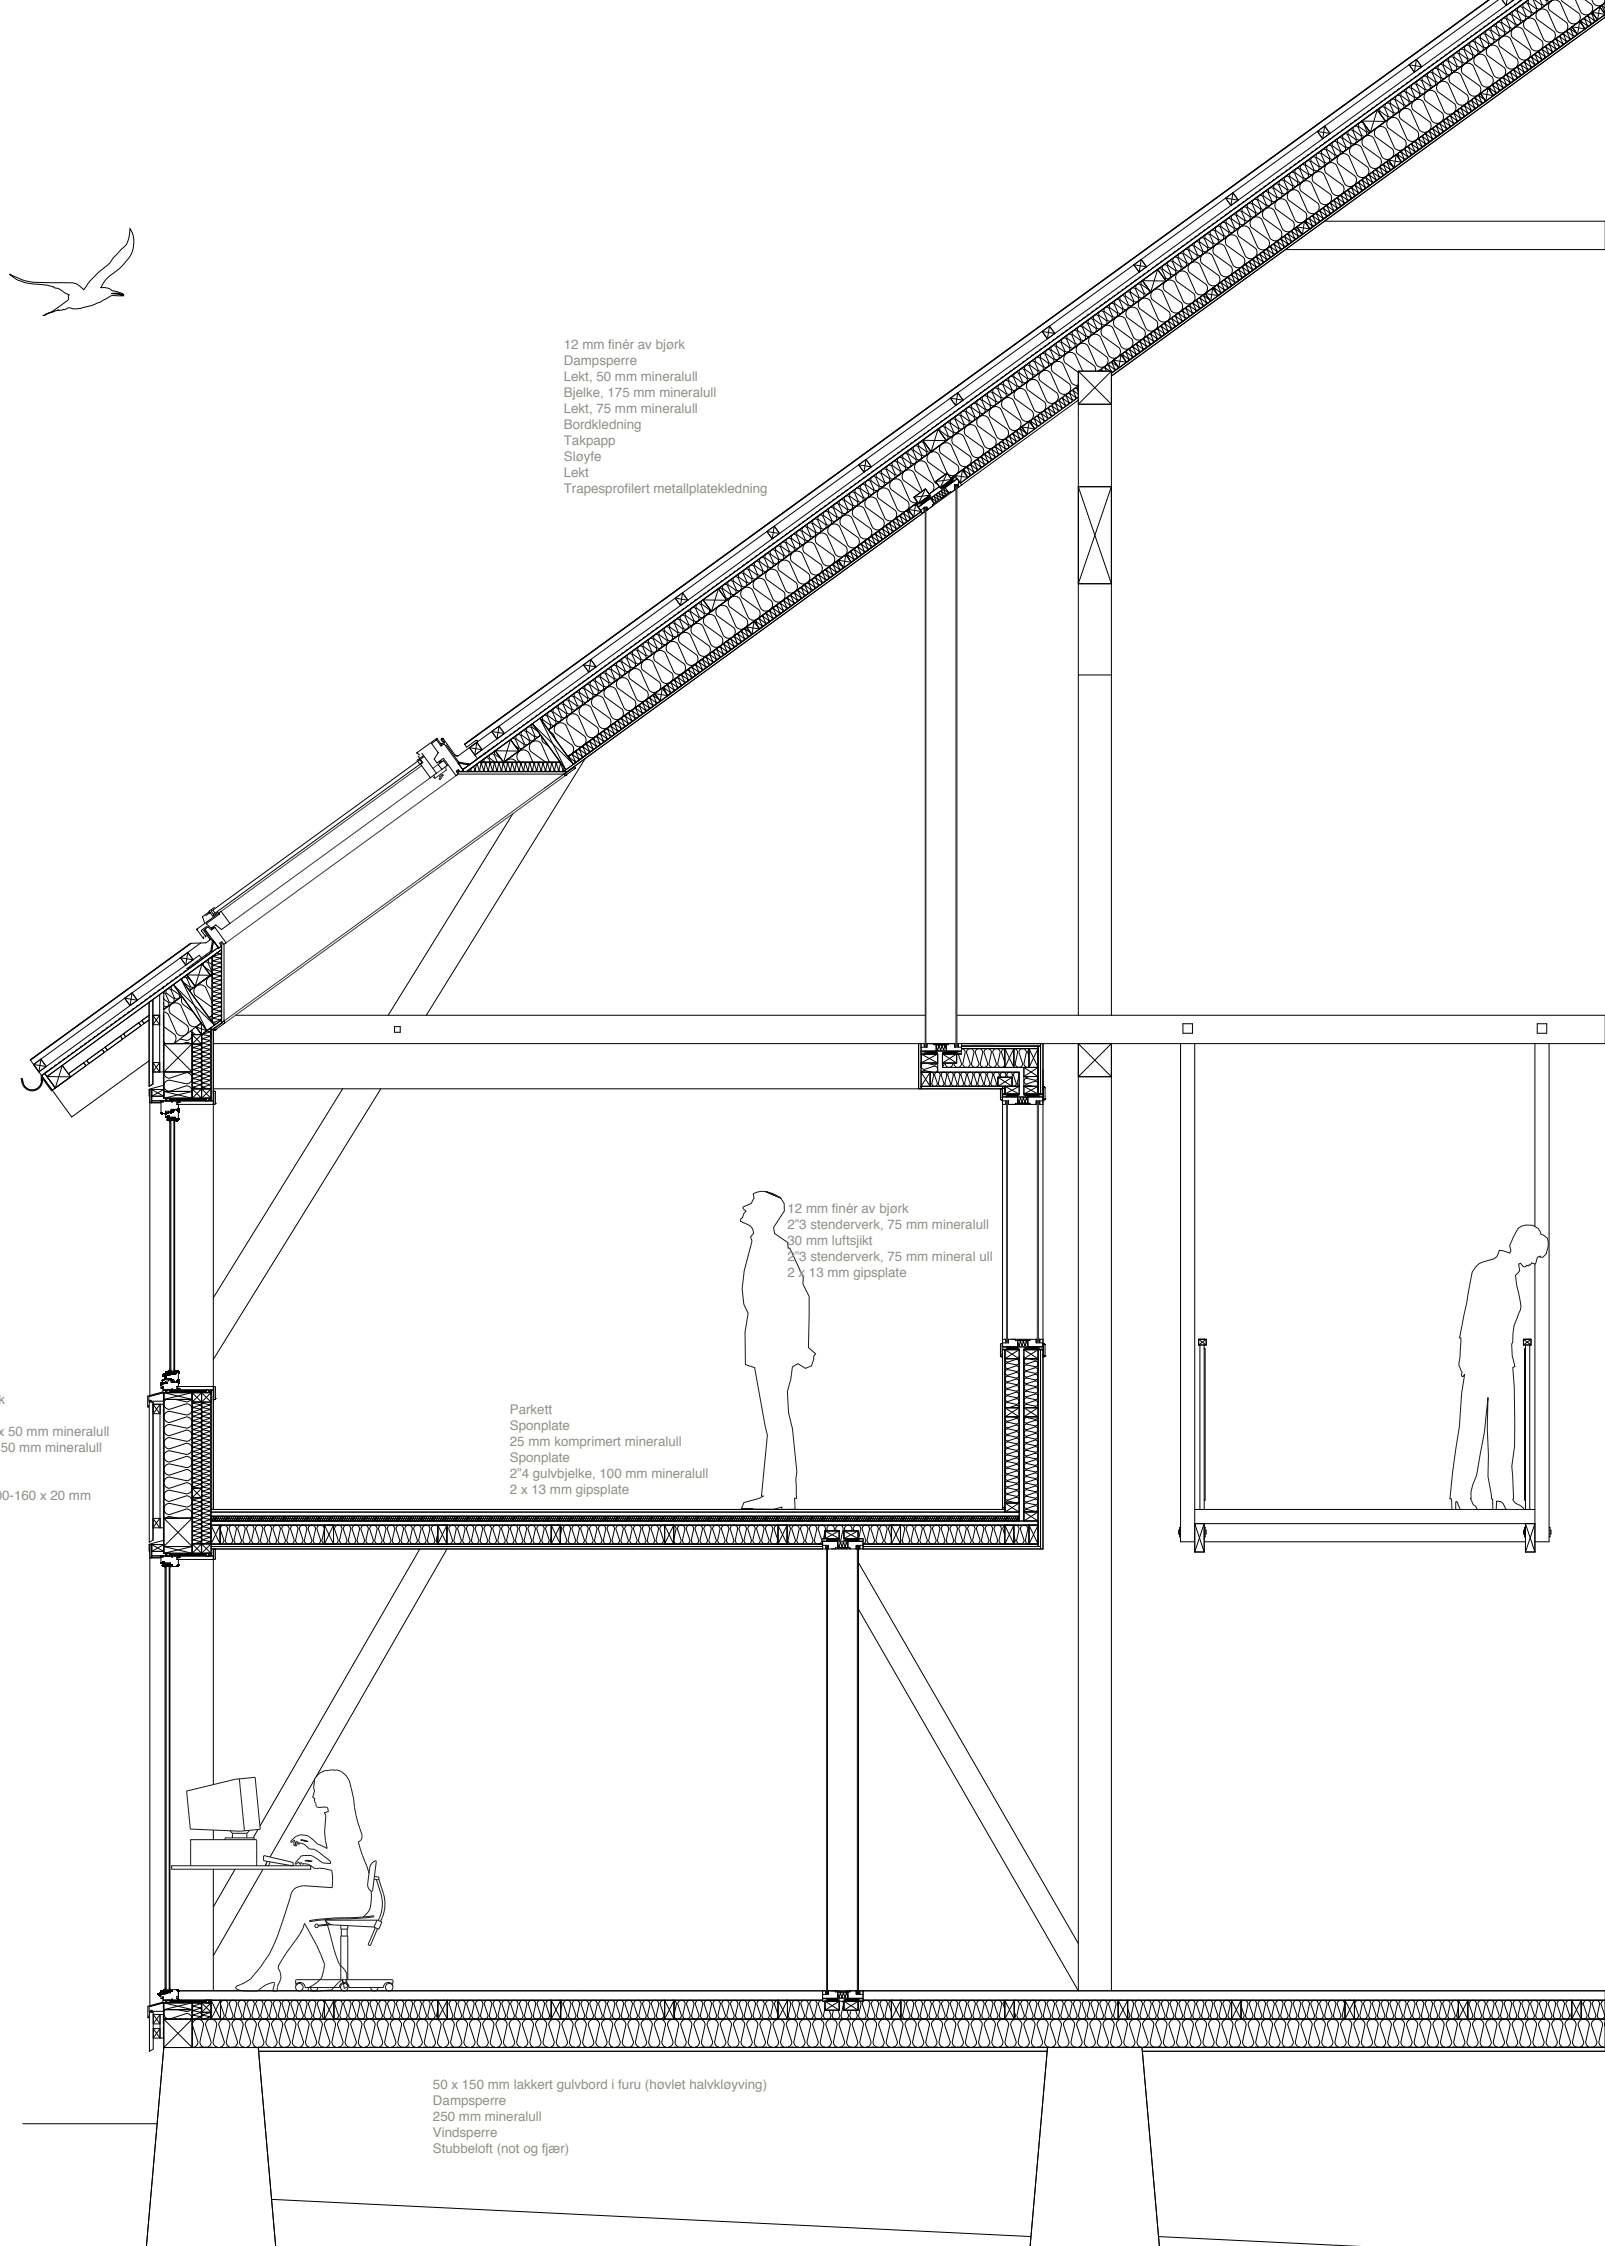 12 mm finér av bjørk
Dampsperre
Lekt, 50 mm mineralull
Bjelke, 175 mm mineralull
Lekt, 75 mm mineralull
Bordkledning
Takpapp
Sløyfe
Lekt
Trapesprofilert metallplatekledning
12 mm finér av bjørk
2"3 stenderverk, 75 mm mineralull
30 mm luftsjikt
2"3 stenderverk, 75 mm mineral ull
2 x 13 mm gipsplate
k
x 50 mm mineralull
50 mm mineralull
00-160 x 20 mm
Parkett
Sponplate
25 mm komprimert mineralull
Sponplate
2"4 gulvbjelke, 100 mm mineralull
2 x 13 mm gipsplate
50 x 150 mm lakkert gulvbord i furu (høvlet halvkløyving)
Dampsperre
250 mm mineralull
Vindsperre
Stubbeloft (not og fjær)